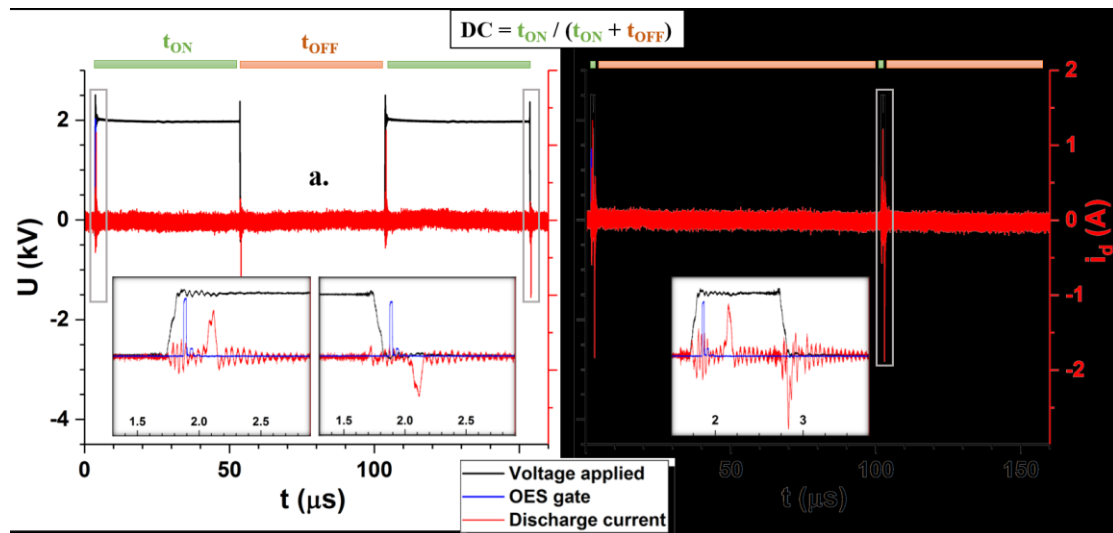 DC = tON / (tON + tOFF)
tON
tOFF
a.
U (kV)
2
0
-2
-4
0
50
100
t (µs)
1.5
2.0
2.5
1.5
2.0
2.5
2
1
0
-1
-2
id (A)
2
3
50
100
150
t (µs)
Voltage applied
OES gate
Discharge current